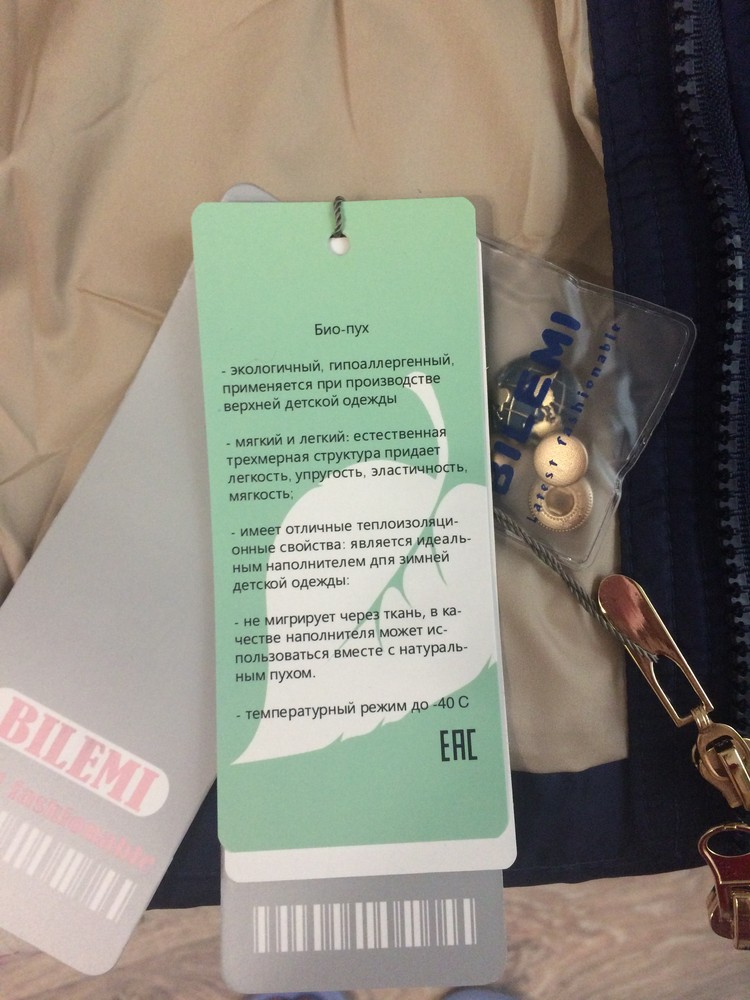 Био-пух
- экологичный, гипоаллергенный,
применяется при производстве
верхней детской одежды
- мягкий и легкий: естественная
трехмерная структура придает
легкость, упругость, эластичность,
мягкость;
- имеет отличные теплоизоляци-
онные свойства: является идеаль-
ным наполнителем дпя зимней
детской одежды:
- не мигрирует через ткань, в ка-
честве наполнителя может ис-
пользоваться вместе с натураль-
ным пухом.
- температурный режим до -40 С
EAC
BILEMI
Latest fashionable
BILEMI
fashionable